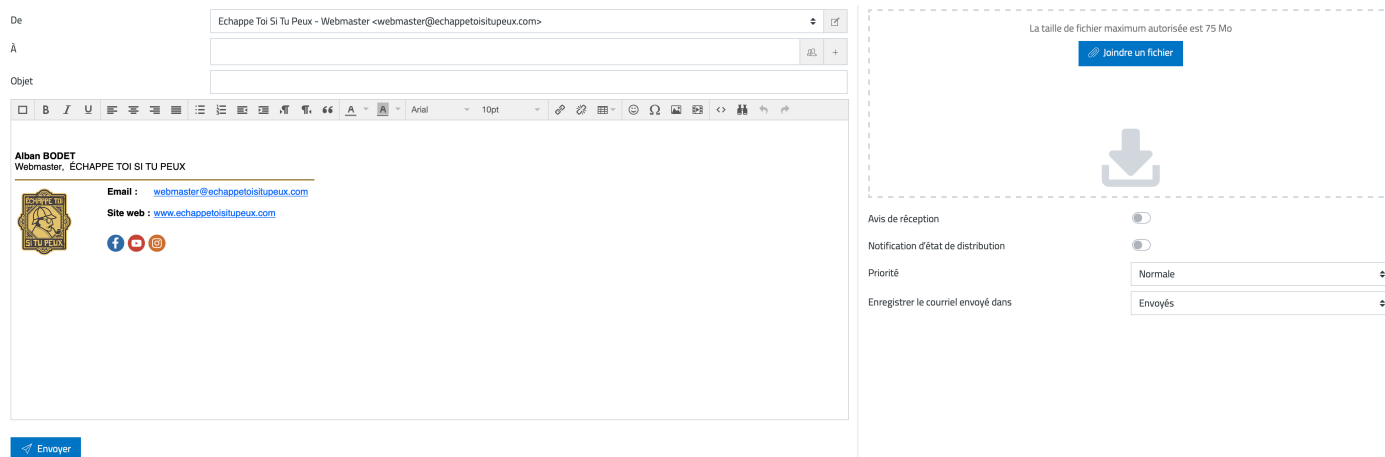 De
Echappe Toi Si Tu Peux - Webmaster <webmaster@echappetoisitupeux.com>
À
+
Objet
B I U Arial 10pt Ω <>
Alban BODET
Webmaster, ÉCHAPPE TOI SI TU PEUX
ÉCHAPPE TOI
SI TU PEUX
Email : webmaster@echappetoisitupeux.com
Site web : www.echappetoisitupeux.com
Envoyer
La taille de fichier maximum autorisée est 75 Mo
Joindre un fichier
Avis de réception
Notification d'état de distribution
Priorité
Normale
Enregistrer le courriel envoyé dans
Envoyés